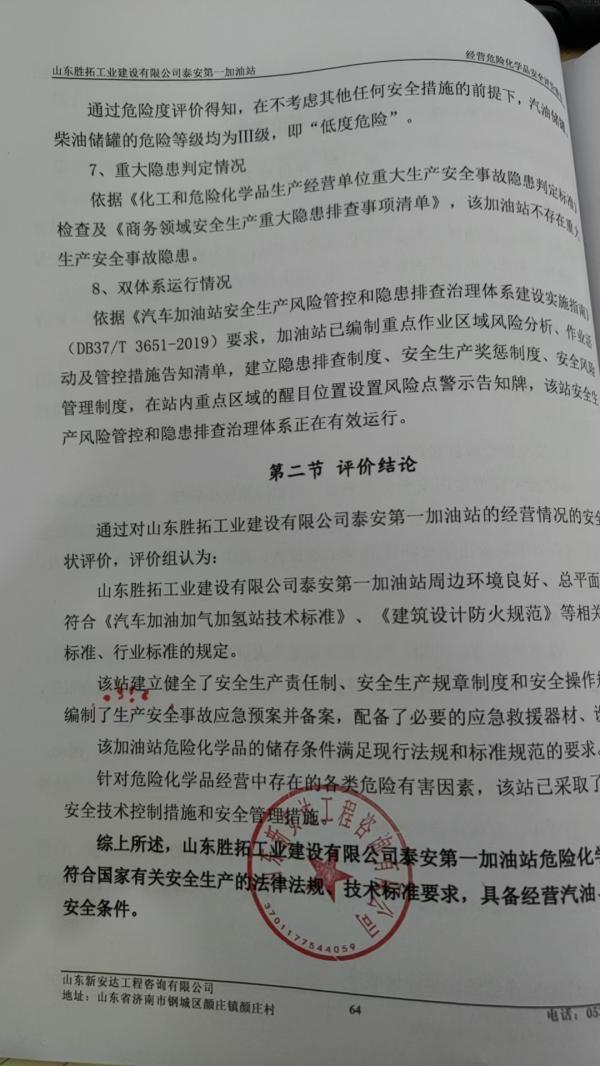 山东胜拓工业建设有限公司泰安第一加油站
经营危险化学品安全评
通过危险度评价得知，在不考虑其他任何安全措施的前提下，汽油储罐、
柴油储罐的危险等级均为Ⅲ级，即“低度危险”。
7、重大隐患判定情况
依据《化工和危险化学品生产经营单位重大生产安全事故隐患判定标准》
检查及《商务领域安全生产重大隐患排查事项清单》，该加油站不存在重大
生产安全事故隐患。
8、双体系运行情况
依据《汽车加油站安全生产风险管控和隐患排查治理体系建设实施指南》
（DB37/T 3651-2019）要求，加油站已编制重点作业区域风险分析、作业活
动及管控措施告知清单，建立隐患排查制度、安全生产奖惩制度、安全风险
管理制度，在站内重点区域的醒目位置设置风险点警示告知牌，该站安全生
产风险管控和隐患排查治理体系正在有效运行。
第二节 评价结论
通过对山东胜拓工业建设有限公司泰安第一加油站的经营情况的安全
状评价，评价组认为：
山东胜拓工业建设有限公司泰安第一加油站周边环境良好、总平面
符合《汽车加油加气加氢站技术标准》、《建筑设计防火规范》等相关
标准、行业标准的规定。
该站建立健全了安全生产责任制、安全生产规章制度和安全操作规
编制了生产安全事故应急预案并备案，配备了必要的应急救援器材、设
该加油站危险化学品的储存条件满足现行法规和标准规范的要求。
针对危险化学品经营中存在的各类危险有害因素，该站已采取了
安全技术控制措施和安全管理措施。
综上所述，山东胜拓工业建设有限公司泰安第一加油站危险化学
符合国家有关安全生产的法律法规、技术标准要求，具备经营汽油、
安全条件。
山东新安达工程咨询有限公司
3701177544059
山东新安达工程咨询有限公司
地址：山东省济南市钢城区颜庄镇颜庄村
64
电话：053